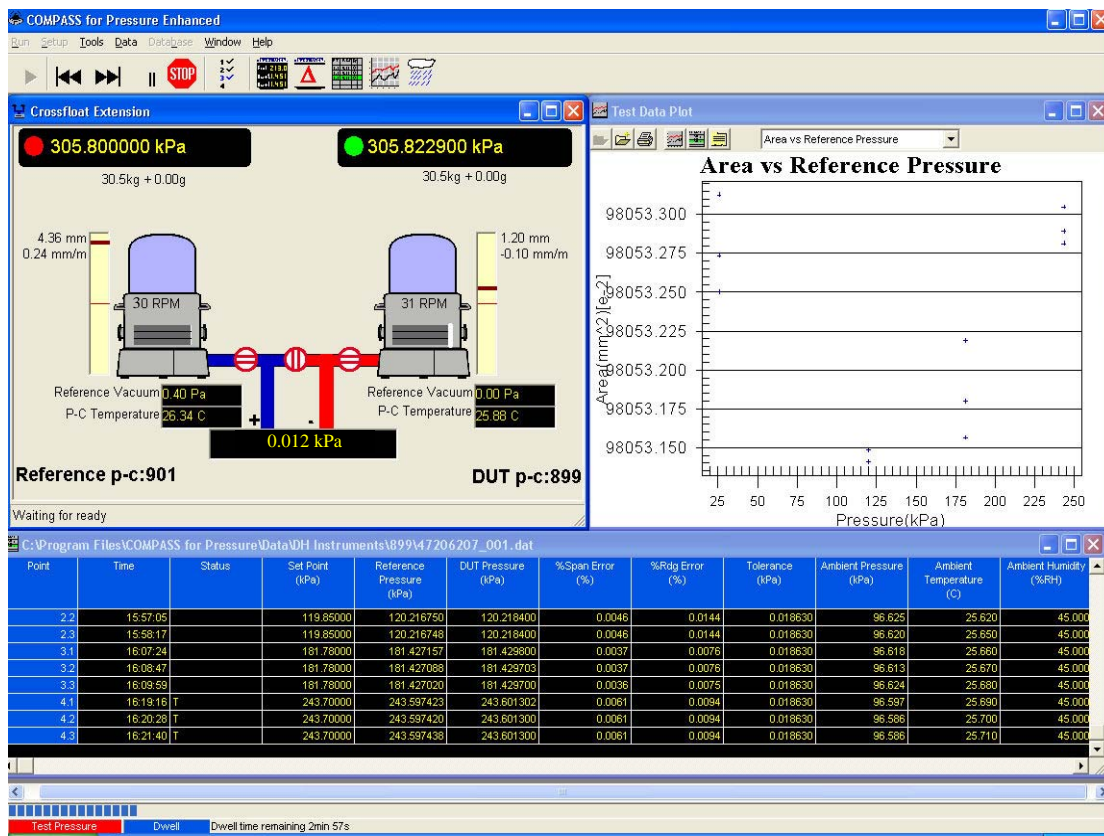 COMPASS for Pressure Enhanced
Run Setup Tools Data Database Window Help
STOP
Crossfloat Extension
305.800000 kPa
305.822900 kPa
30.5kg + 0.00g
30.5kg + 0.00g
4.36 mm
0.24 mm/m
1.20 mm
-0.10 mm/m
30 RPM
31 RPM
Reference Vacuum 0.40 Pa
P-C Temperature 26.34 C
Reference Vacuum 0.00 Pa
P-C Temperature 25.88 C
+ -
0.012 kPa
Reference p-c:901
DUT p-c:899
Waiting for ready
Test Data Plot
Area vs Reference Pressure
Area vs Reference Pressure
Area(mm^2)[e-2]
98053.300
98053.275
98053.250
98053.225
98053.200
98053.175
98053.150
25 50 75 100 125 150 175 200 225 250
Pressure(kPa)
C:\Program Files\COMPASS for Pressure\Data\DH Instruments\899\47206207_001.dat
Point Time Status Set Point (kPa) Reference Pressure (kPa) DUT Pressure (kPa) %Span Error (%) %Rdg Error (%) Tolerance (kPa) Ambient Pressure (kPa) Ambient Temperature (C) Ambient Humidity (%RH)
2.2 15:57:05 119.85000 120.216750 120.218400 0.0046 0.0144 0.018630 96.625 25.620 45.000
2.3 15:58:17 119.85000 120.216748 120.218400 0.0046 0.0144 0.018630 96.620 25.650 45.000
3.1 16:07:24 181.78000 181.427157 181.429800 0.0037 0.0076 0.018630 96.618 25.660 45.000
3.2 16:08:47 181.78000 181.427088 181.429703 0.0037 0.0076 0.018630 96.613 25.670 45.000
3.3 16:09:59 181.78000 181.427020 181.429700 0.0036 0.0075 0.018630 96.624 25.680 45.000
4.1 16:19:16 T 243.70000 243.597423 243.601302 0.0061 0.0094 0.018630 96.597 25.690 45.000
4.2 16:20:28 T 243.70000 243.597420 243.601300 0.0061 0.0094 0.018630 96.586 25.700 45.000
4.3 16:21:40 T 243.70000 243.597438 243.601300 0.0061 0.0094 0.018630 96.586 25.710 45.000
Test Pressure Dwell Dwell time remaining 2min 57s